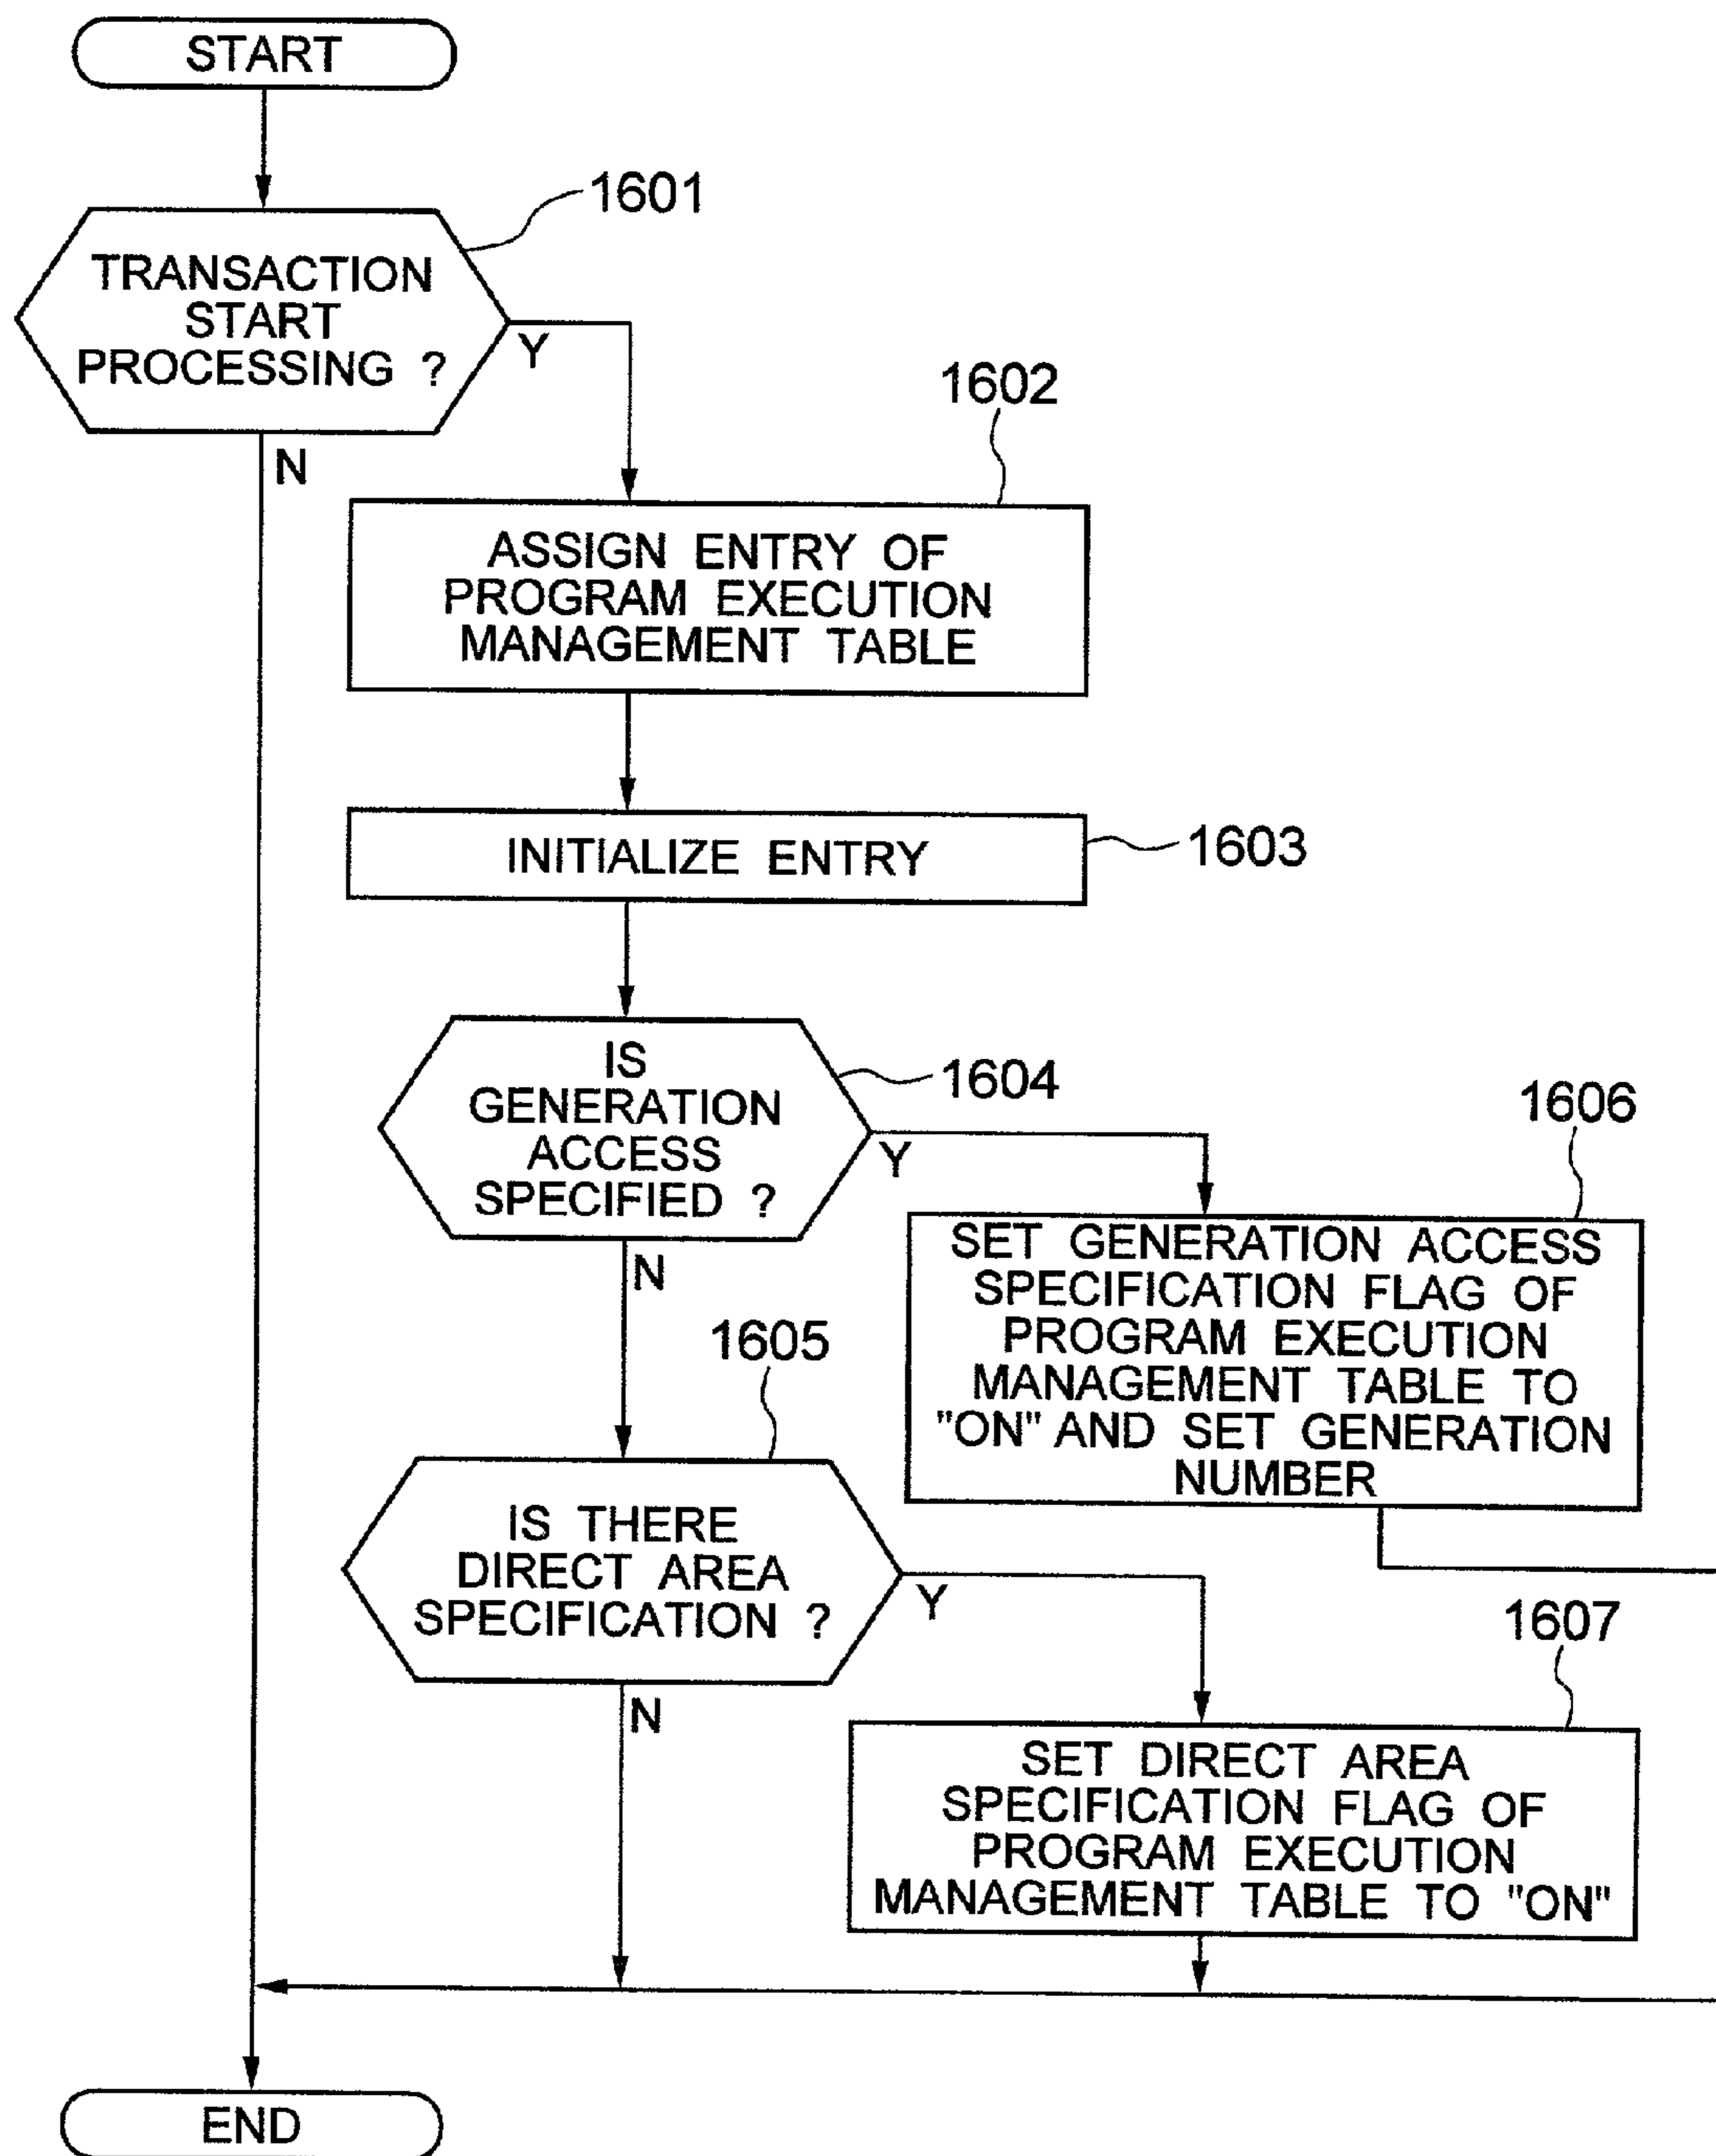 START
1601
TRANSACTION
START
PROCESSING ?
Y
N
1602
ASSIGN ENTRY OF
PROGRAM EXECUTION
MANAGEMENT TABLE
INITIALIZE ENTRY
1603
IS
GENERATION
ACCESS
SPECIFIED ?
1604
Y
N
1606
SET GENERATION ACCESS
SPECIFICATION FLAG OF
PROGRAM EXECUTION
MANAGEMENT TABLE TO
"ON" AND SET GENERATION
NUMBER
1605
IS THERE
DIRECT AREA
SPECIFICATION ?
Y
N
1607
SET DIRECT AREA
SPECIFICATION FLAG OF
PROGRAM EXECUTION
MANAGEMENT TABLE TO "ON"
END